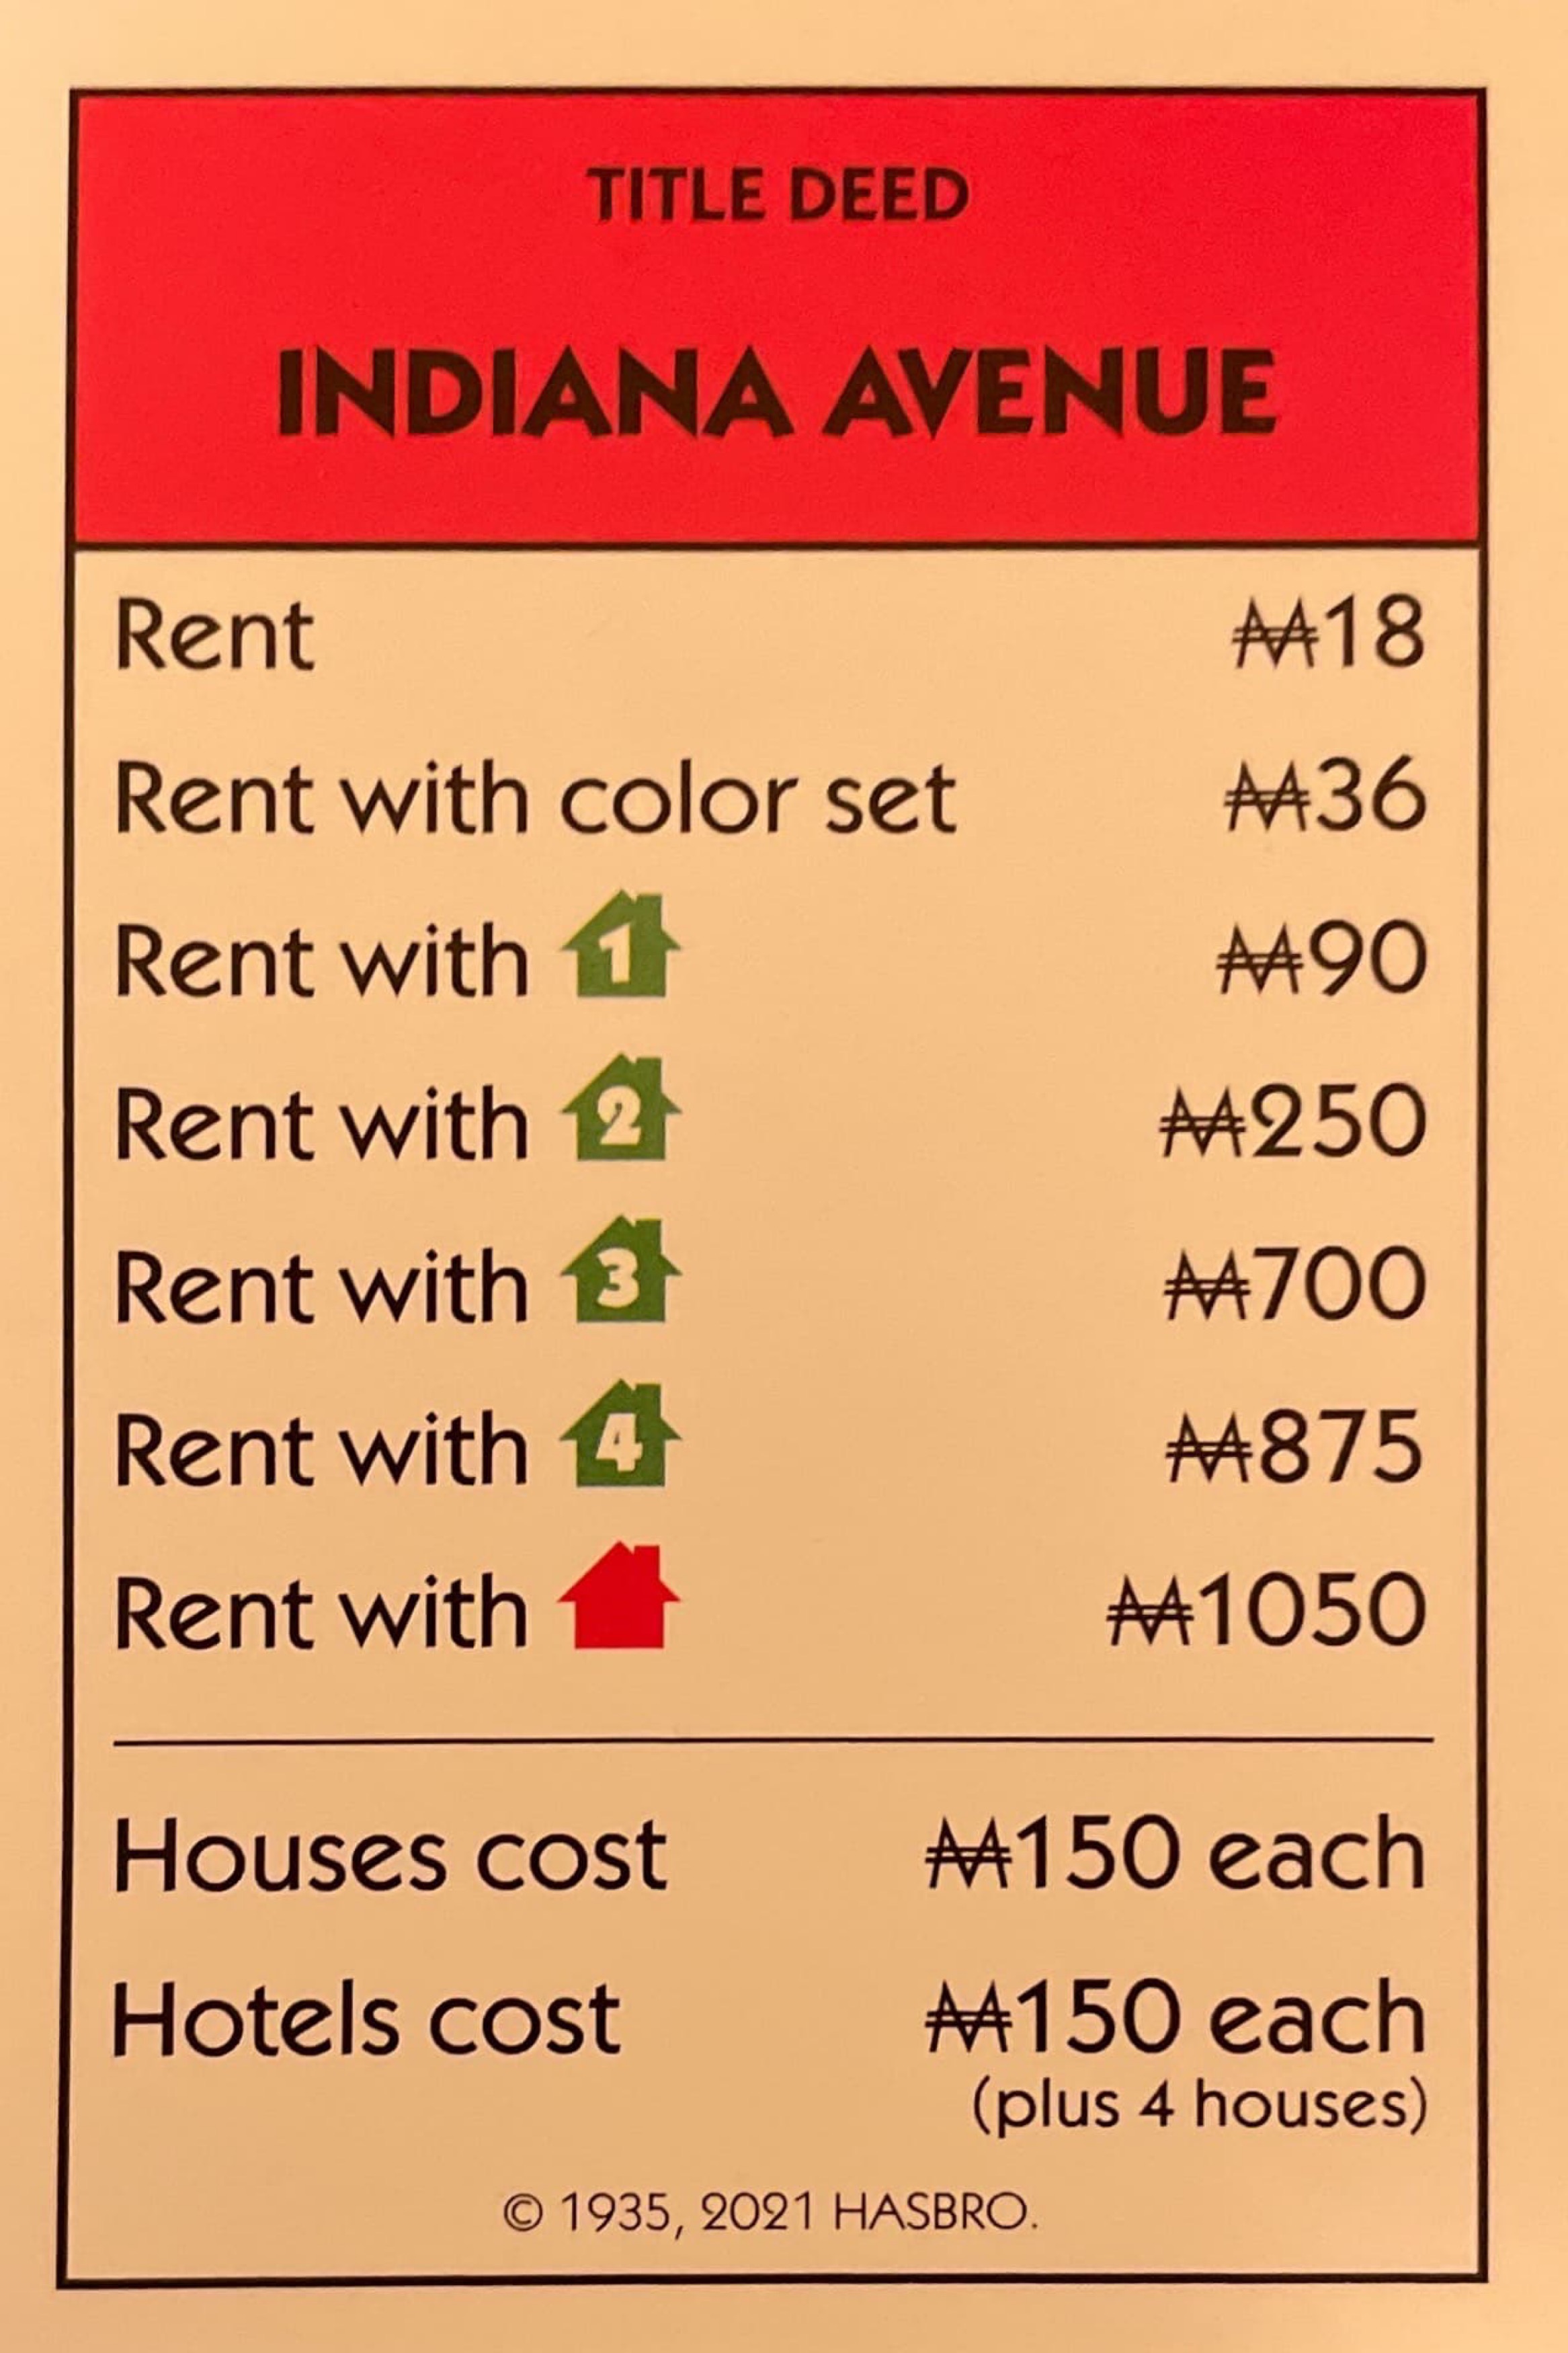 TITLE DEED
INDIANA AVENUE
Rent ₩18
Rent with color set ₩36
Rent with 1 ₩90
Rent with 2 ₩250
Rent with 3 ₩700
Rent with 4 ₩875
Rent with ₩1050
Houses cost ₩150 each
Hotels cost ₩150 each
(plus 4 houses)
© 1935, 2021 HASBRO.